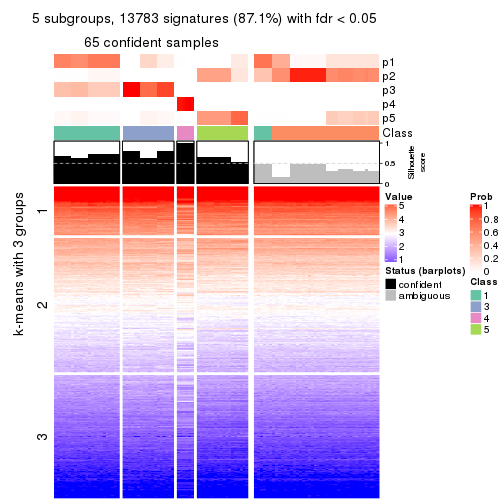 5 subgroups, 13783 signatures (87.1%) with fdr < 0.05
65 confident samples
p1
p2
p3
p4
p5
Class
1
0.5
0
Silhouette
score
k-means with 3 groups
1
2
3
Value
5
4
3
2
1
Status (barplots)
confident
ambiguous
Prob
1
0.8
0.6
0.4
0.2
0
Class
1
3
4
5